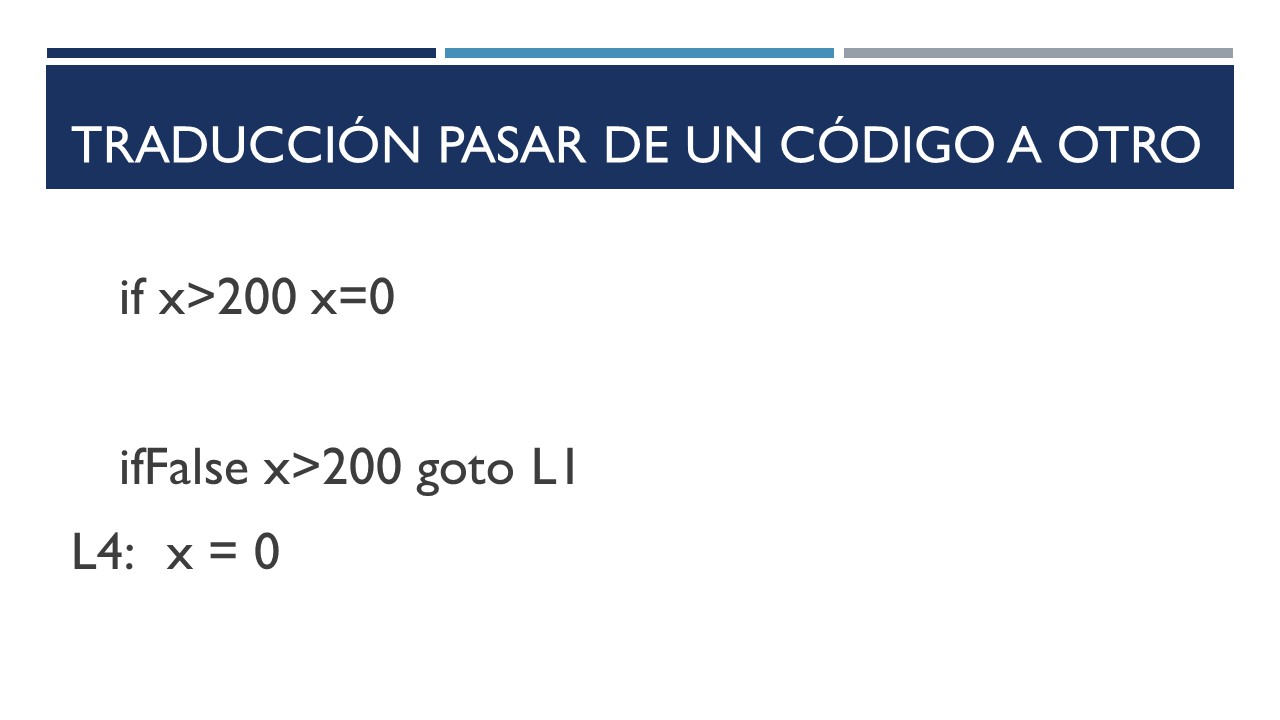 TRADUCCIÓN PASAR DE UN CÓDIGO A OTRO
if x>200 x=0
ifFalse x>200 goto L1
L4: x = 0